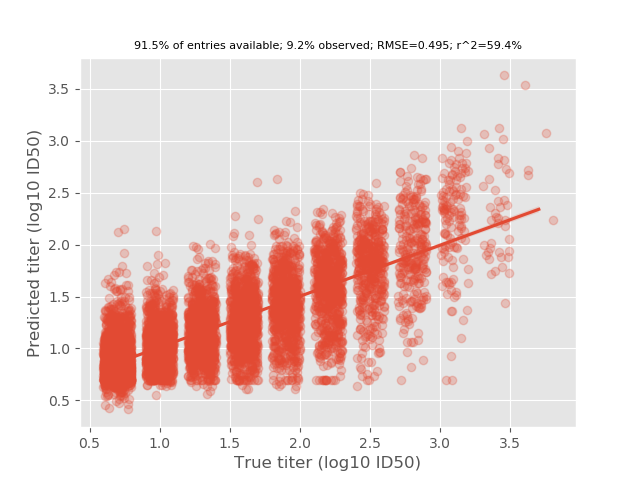 91.5% of entries available; 9.2% observed; RMSE=0.495; r^2=59.4%
3.5
3.0
2.5
2.0
1.5
1.0
0.5
Predicted titer (log10 ID50)
0.5 1.0 1.5 2.0 2.5 3.0 3.5
True titer (log10 ID50)